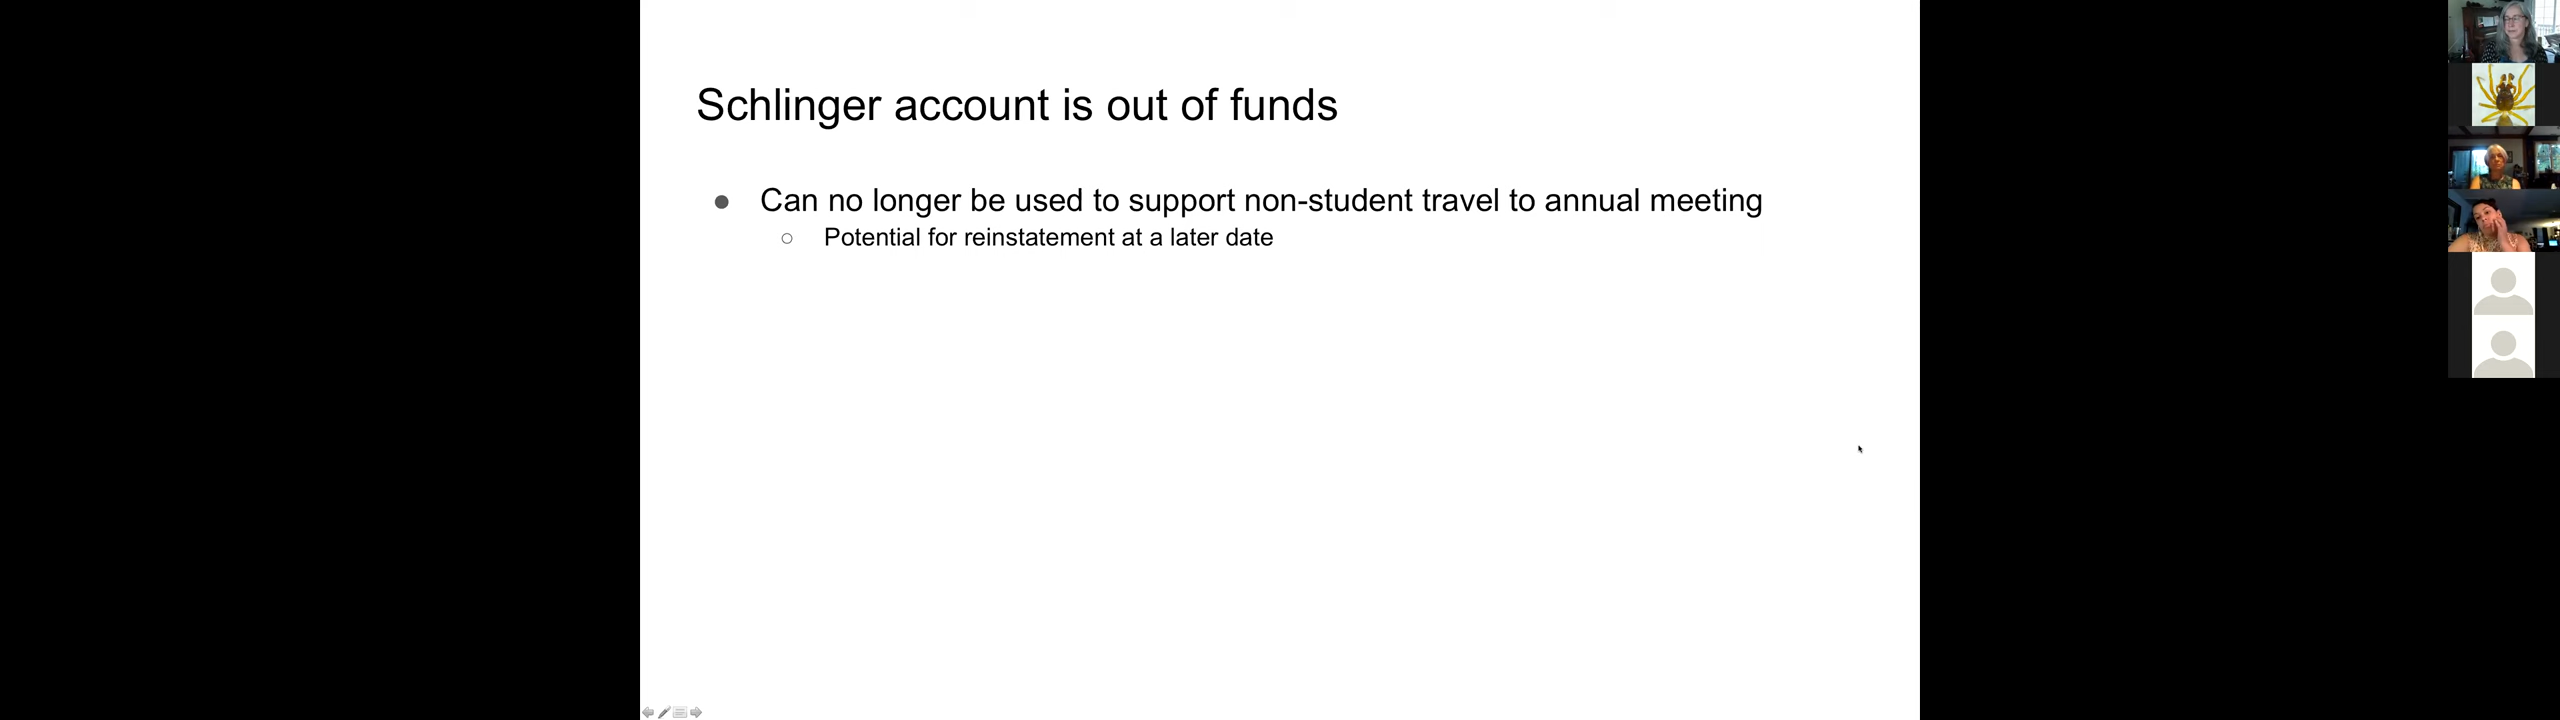 Schlinger account is out of funds
● Can no longer be used to support non-student travel to annual meeting
○ Potential for reinstatement at a later date